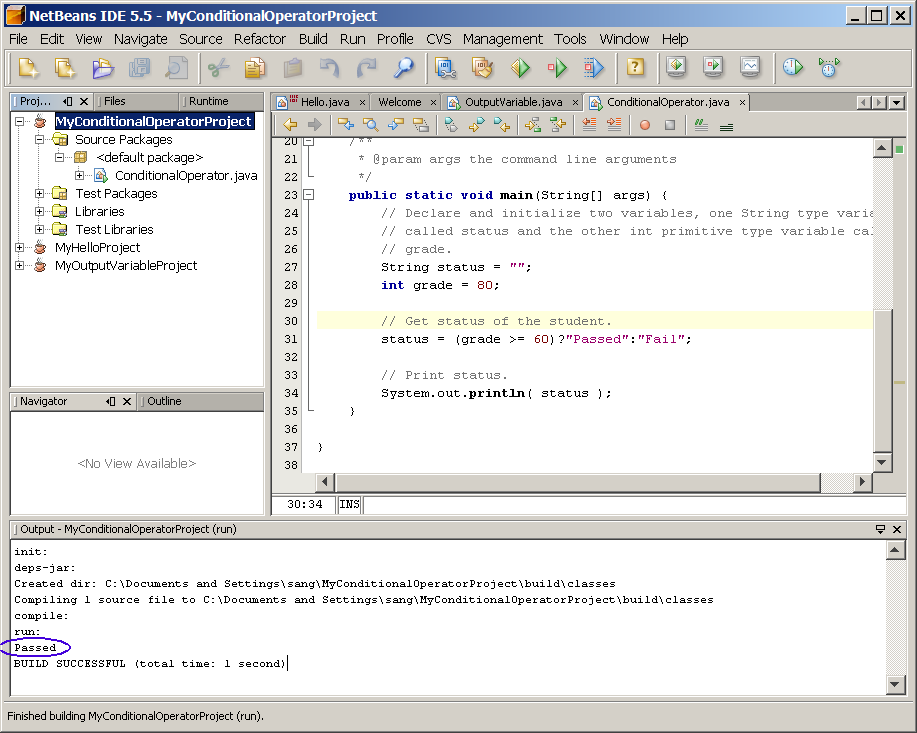 NetBeans IDE 5.5 - MyConditionalOperatorProject
File Edit View Navigate Source Refactor Build Run Profile CVS Management Tools Window Help
Proj... Files Runtime
MyConditionalOperatorProject
Source Packages
<default package>
ConditionalOperator.java
Test Packages
Libraries
Test Libraries
MyHelloProject
MyOutputVariableProject
Navigator Outline
<No View Available>
Hello.java Welcome OutputVariable.java ConditionalOperator.java
20 /**
21 * @param args the command line arguments
22 */
23 public static void main(String[] args) {
24 // Declare and initialize two variables, one String type varia
25 // called status and the other int primitive type variable cal
26 // grade.
27 String status = "";
28 int grade = 80;
29
30 // Get status of the student.
31 status = (grade >= 60)?"Passed":"Fail";
32
33 // Print status.
34 System.out.println( status );
35 }
36
37 }
38
30:34 INS
Output - MyConditionalOperatorProject (run)
init:
deps-jar:
Created dir: C:\Documents and Settings\sang\MyConditionalOperatorProject\build\classes
Compiling 1 source file to C:\Documents and Settings\sang\MyConditionalOperatorProject\build\classes
compile:
run:
Passed
BUILD SUCCESSFUL (total time: 1 second)
Finished building MyConditionalOperatorProject (run).